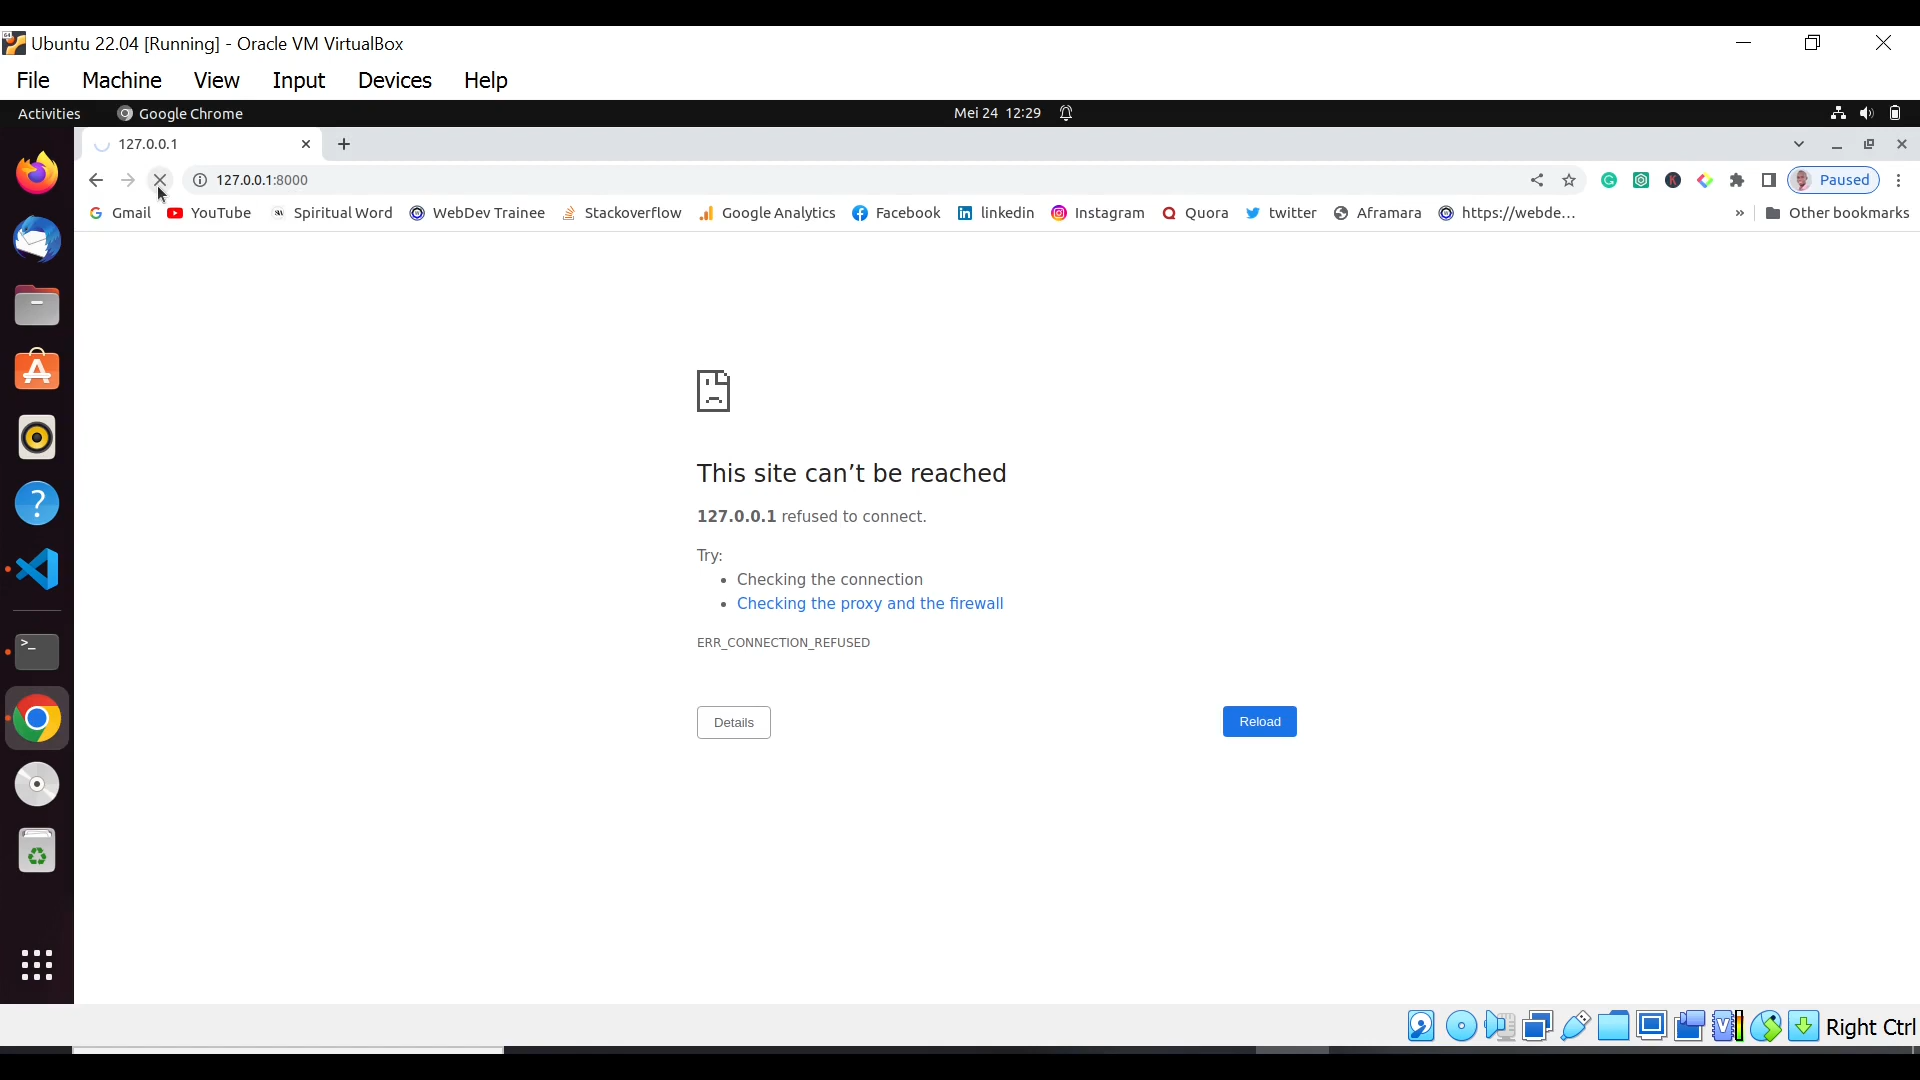 Ubuntu 22.04 [Running] - Oracle VM VirtualBox
File Machine View Input Devices Help
Activities Google Chrome Mei 24 12:29
127.0.0.1
127.0.0.1:8000 Paused
Gmail YouTube Spiritual Word WebDev Trainee Stackoverflow Google Analytics Facebook linkedin Instagram Quora twitter Aframara https://webde... » Other bookmarks
This site can’t be reached
127.0.0.1 refused to connect.
Try:
• Checking the connection
• Checking the proxy and the firewall
ERR_CONNECTION_REFUSED
Details Reload
Right Ctrl